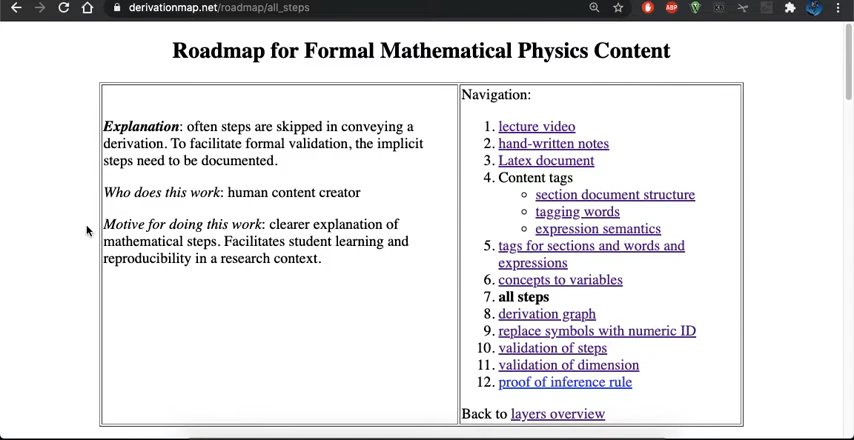 derivationmap.net/roadmap/all_steps
Roadmap for Formal Mathematical Physics Content
Explanation: often steps are skipped in conveying a
derivation. To facilitate formal validation, the implicit
steps need to be documented.
Who does this work: human content creator
Motive for doing this work: clearer explanation of
mathematical steps. Facilitates student learning and
reproducibility in a research context.
Navigation:
1. lecture video
2. hand-written notes
3. Latex document
4. Content tags
section document structure
tagging words
expression semantics
5. tags for sections and words and
expressions
6. concepts to variables
7. all steps
8. derivation graph
9. replace symbols with numeric ID
10. validation of steps
11. validation of dimension
12. proof of inference rule
Back to layers overview